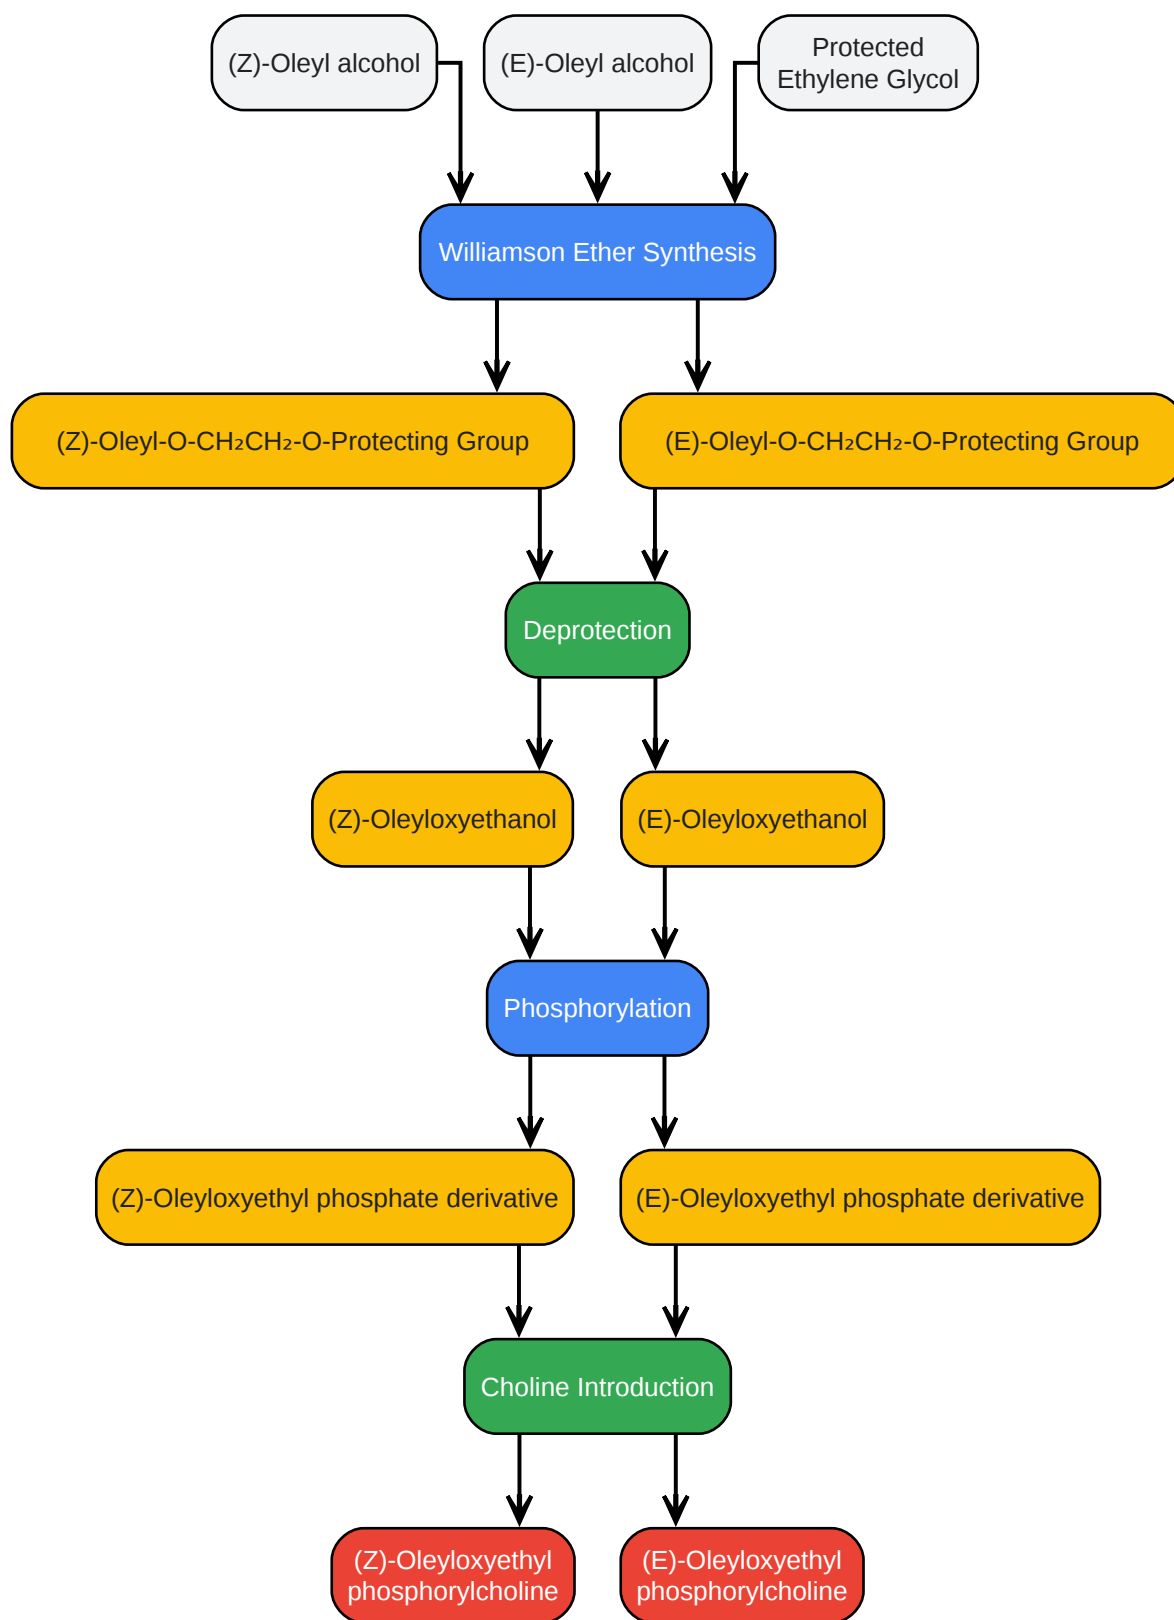 (Z)-Oleyl alcohol
(E)-Oleyl alcohol
Protected
Ethylene Glycol
Williamson Ether Synthesis
(Z)-Oleyl-O-CH₂CH₂-O-Protecting Group
(E)-Oleyl-O-CH₂CH₂-O-Protecting Group
Deprotection
(Z)-Oleyloxyethanol
(E)-Oleyloxyethanol
Phosphorylation
(Z)-Oleyloxyethyl phosphate derivative
(E)-Oleyloxyethyl phosphate derivative
Choline Introduction
(Z)-Oleyloxyethyl
phosphorylcholine
(E)-Oleyloxyethyl
phosphorylcholine